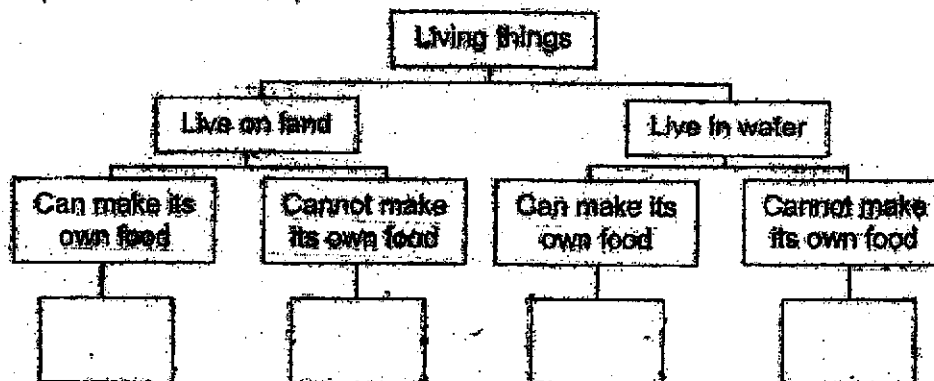 Living things
Live on land
Live in water
Can make its
own food
Cannot make
its own food
Can make its
own food
Cannot make
its own food